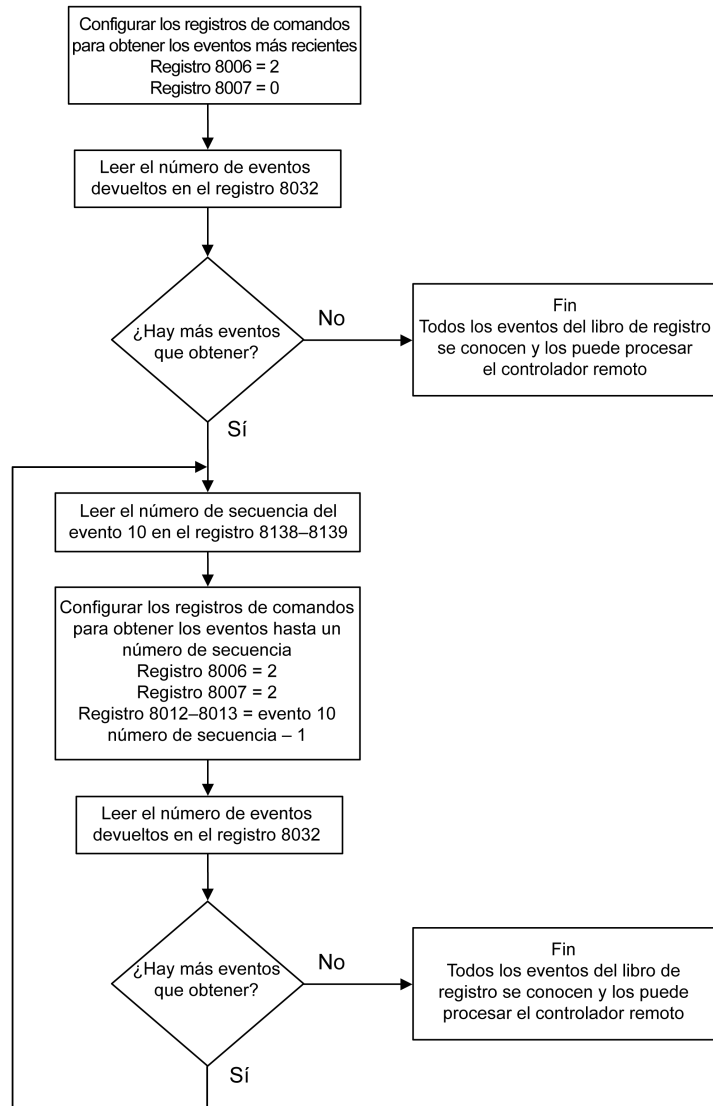 Configurar los registros de comandos
para obtener los eventos más recientes
Registro 8006 = 2
Registro 8007 = 0
Leer el número de eventos
devueltos en el registro 8032
¿Hay más eventos
que obtener?
No
Fin
Todos los eventos del libro de registro
se conocen y los puede procesar
el controlador remoto
Sí
Leer el número de secuencia del
evento 10 en el registro 8138–8139
Configurar los registros de comandos
para obtener los eventos hasta un
número de secuencia
Registro 8006 = 2
Registro 8007 = 2
Registro 8012–8013 = evento 10
número de secuencia – 1
Leer el número de eventos
devueltos en el registro 8032
¿Hay más eventos
que obtener?
No
Fin
Todos los eventos del libro de
registro se conocen y los puede
procesar el controlador remoto
Sí